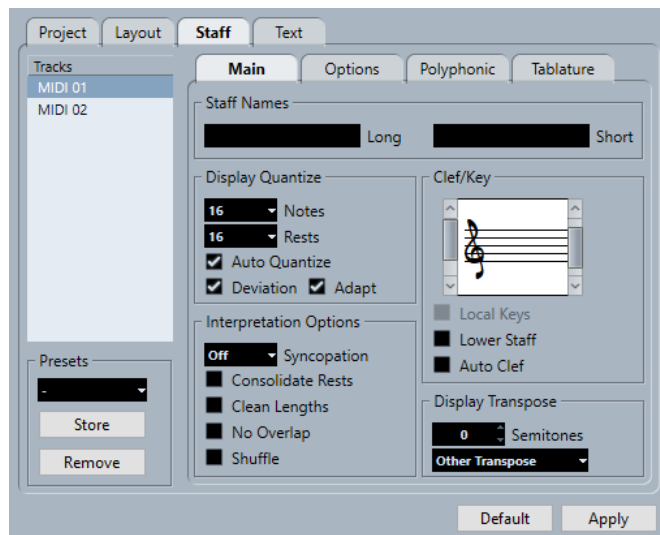 Project Layout Staff Text
Tracks
MIDI 01
MIDI 02
Presets
-
Store
Remove
Main Options Polyphonic Tablature
Staff Names
Long Short
Display Quantize
16 Notes
16 Rests
Auto Quantize
Deviation Adapt
Interpretation Options
Off Syncopation
Consolidate Rests
Clean Lengths
No Overlap
Shuffle
Clef/Key
Local Keys
Lower Staff
Auto Clef
Display Transpose
0 Semitones
Other Transpose
Default Apply